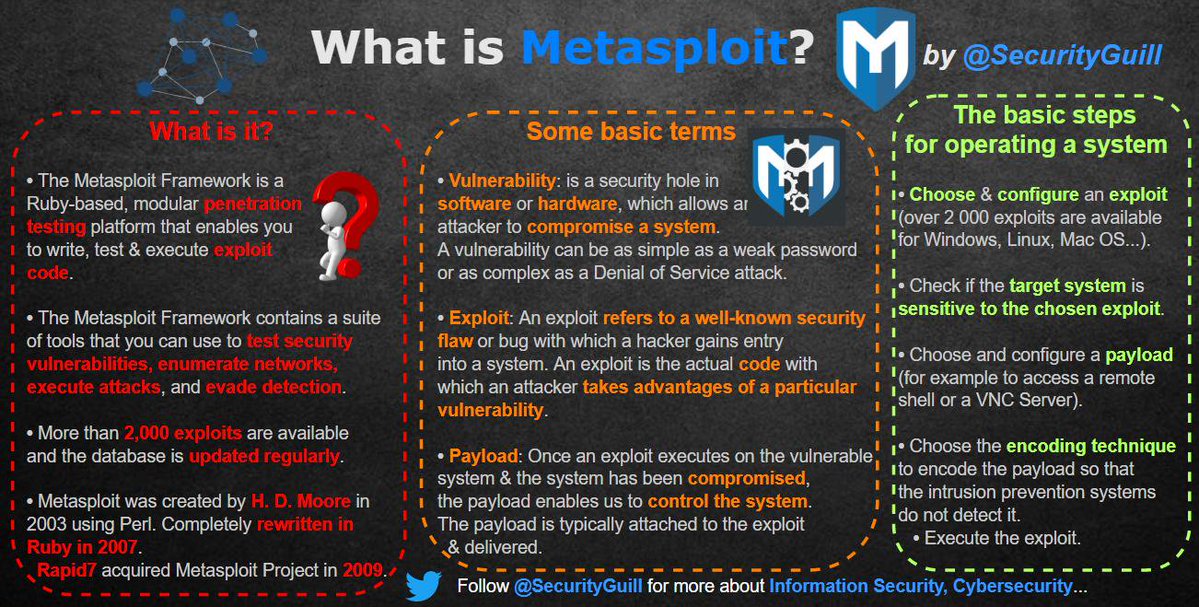 What is Metasploit?
by @SecurityGuill
What is it?
• The Metasploit Framework is a
Ruby-based, modular penetration
testing platform that enables you
to write, test & execute exploit
code.
• The Metasploit Framework contains a suite
of tools that you can use to test security
vulnerabilities, enumerate networks,
execute attacks, and evade detection.
• More than 2,000 exploits are available
and the database is updated regularly.
• Metasploit was created by H. D. Moore in
2003 using Perl. Completely rewritten in
Ruby in 2007.
Rapid7 acquired Metasploit Project in 2009.
Some basic terms
• Vulnerability: is a security hole in
software or hardware, which allows an
attacker to compromise a system.
A vulnerability can be as simple as a weak password
or as complex as a Denial of Service attack.
• Exploit: An exploit refers to a well-known security
flaw or bug with which a hacker gains entry
into a system. An exploit is the actual code with
which an attacker takes advantages of a particular
vulnerability.
• Payload: Once an exploit executes on the vulnerable
system & the system has been compromised,
the payload enables us to control the system.
The payload is typically attached to the exploit
& delivered.
The basic steps
for operating a system
• Choose & configure an exploit
(over 2 000 exploits are available
for Windows, Linux, Mac OS...).
• Check if the target system is
sensitive to the chosen exploit.
• Choose and configure a payload
(for example to access a remote
shell or a VNC Server).
• Choose the encoding technique
to encode the payload so that
the intrusion prevention systems
do not detect it.
• Execute the exploit.
Follow @SecurityGuill for more about Information Security, Cybersecurity...